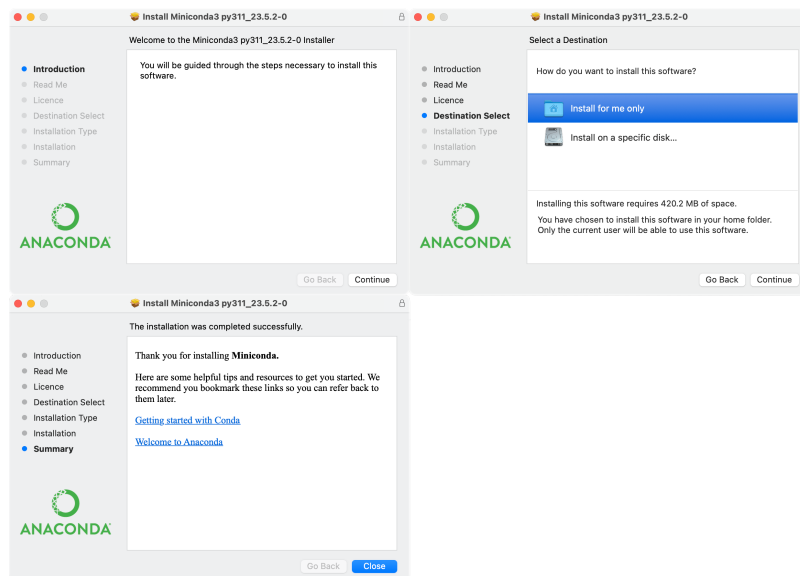 Install Miniconda3 py311_23.5.2-0
Welcome to the Miniconda3 py311_23.5.2-0 Installer
Introduction
Read Me
Licence
Destination Select
Installation Type
Installation
Summary
ANACONDA
You will be guided through the steps necessary to install this
software.
Go Back
Continue
Install Miniconda3 py311_23.5.2-0
Select a Destination
Introduction
Read Me
Licence
Destination Select
Installation Type
Installation
Summary
ANACONDA
How do you want to install this software?
Install for me only
Install on a specific disk...
Installing this software requires 420.2 MB of space.
You have chosen to install this software in your home folder.
Only the current user will be able to use this software.
Go Back
Continue
Install Miniconda3 py311_23.5.2-0
The installation was completed successfully.
Introduction
Read Me
Licence
Destination Select
Installation Type
Installation
Summary
ANACONDA
Thank you for installing Miniconda.
Here are some helpful tips and resources to get you started. We
recommend you bookmark these links so you can refer back to
them later.
Getting started with Conda
Welcome to Anaconda
Go Back
Close